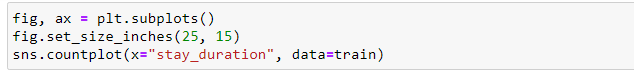 fig, ax = plt.subplots()
fig.set_size_inches(25, 15)
sns.countplot(x="stay_duration", data=train)